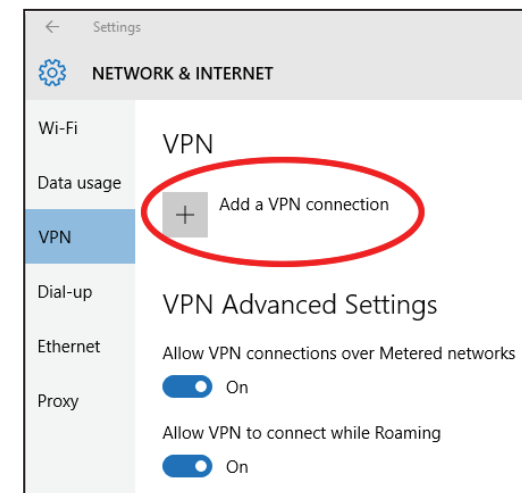 Settings
NETWORK & INTERNET
Wi-Fi
Data usage
VPN
Dial-up
Ethernet
Proxy
VPN
Add a VPN connection
VPN Advanced Settings
Allow VPN connections over Metered networks
On
Allow VPN to connect while Roaming
On